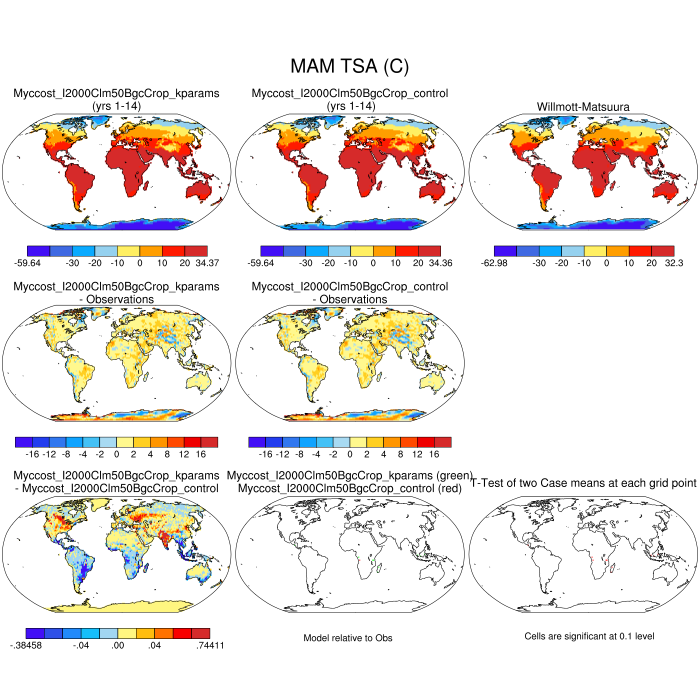 MAM TSA (C)
Myccost_I2000Clm50BgcCrop_kparams
(yrs 1-14)
Myccost_I2000Clm50BgcCrop_control
(yrs 1-14)
Willmott-Matsuura
-59.64 -30 -20 -10 0 10 20 34.37
-59.64 -30 -20 -10 0 10 20 34.36
-62.98 -30 -20 -10 0 10 20 32.3
Myccost_I2000Clm50BgcCrop_kparams
- Observations
Myccost_I2000Clm50BgcCrop_control
- Observations
-16 -12 -8 -4 -2 0 2 4 8 12 16
-16 -12 -8 -4 -2 0 2 4 8 12 16
Myccost_I2000Clm50BgcCrop_kparams
- Myccost_I2000Clm50BgcCrop_control
Myccost_I2000Clm50BgcCrop_kparams (green)
Myccost_I2000Clm50BgcCrop_control (red)
T-Test of two Case means at each grid point
-.38458 -.04 .00 .04 .74411
Model relative to Obs
Cells are significant at 0.1 level